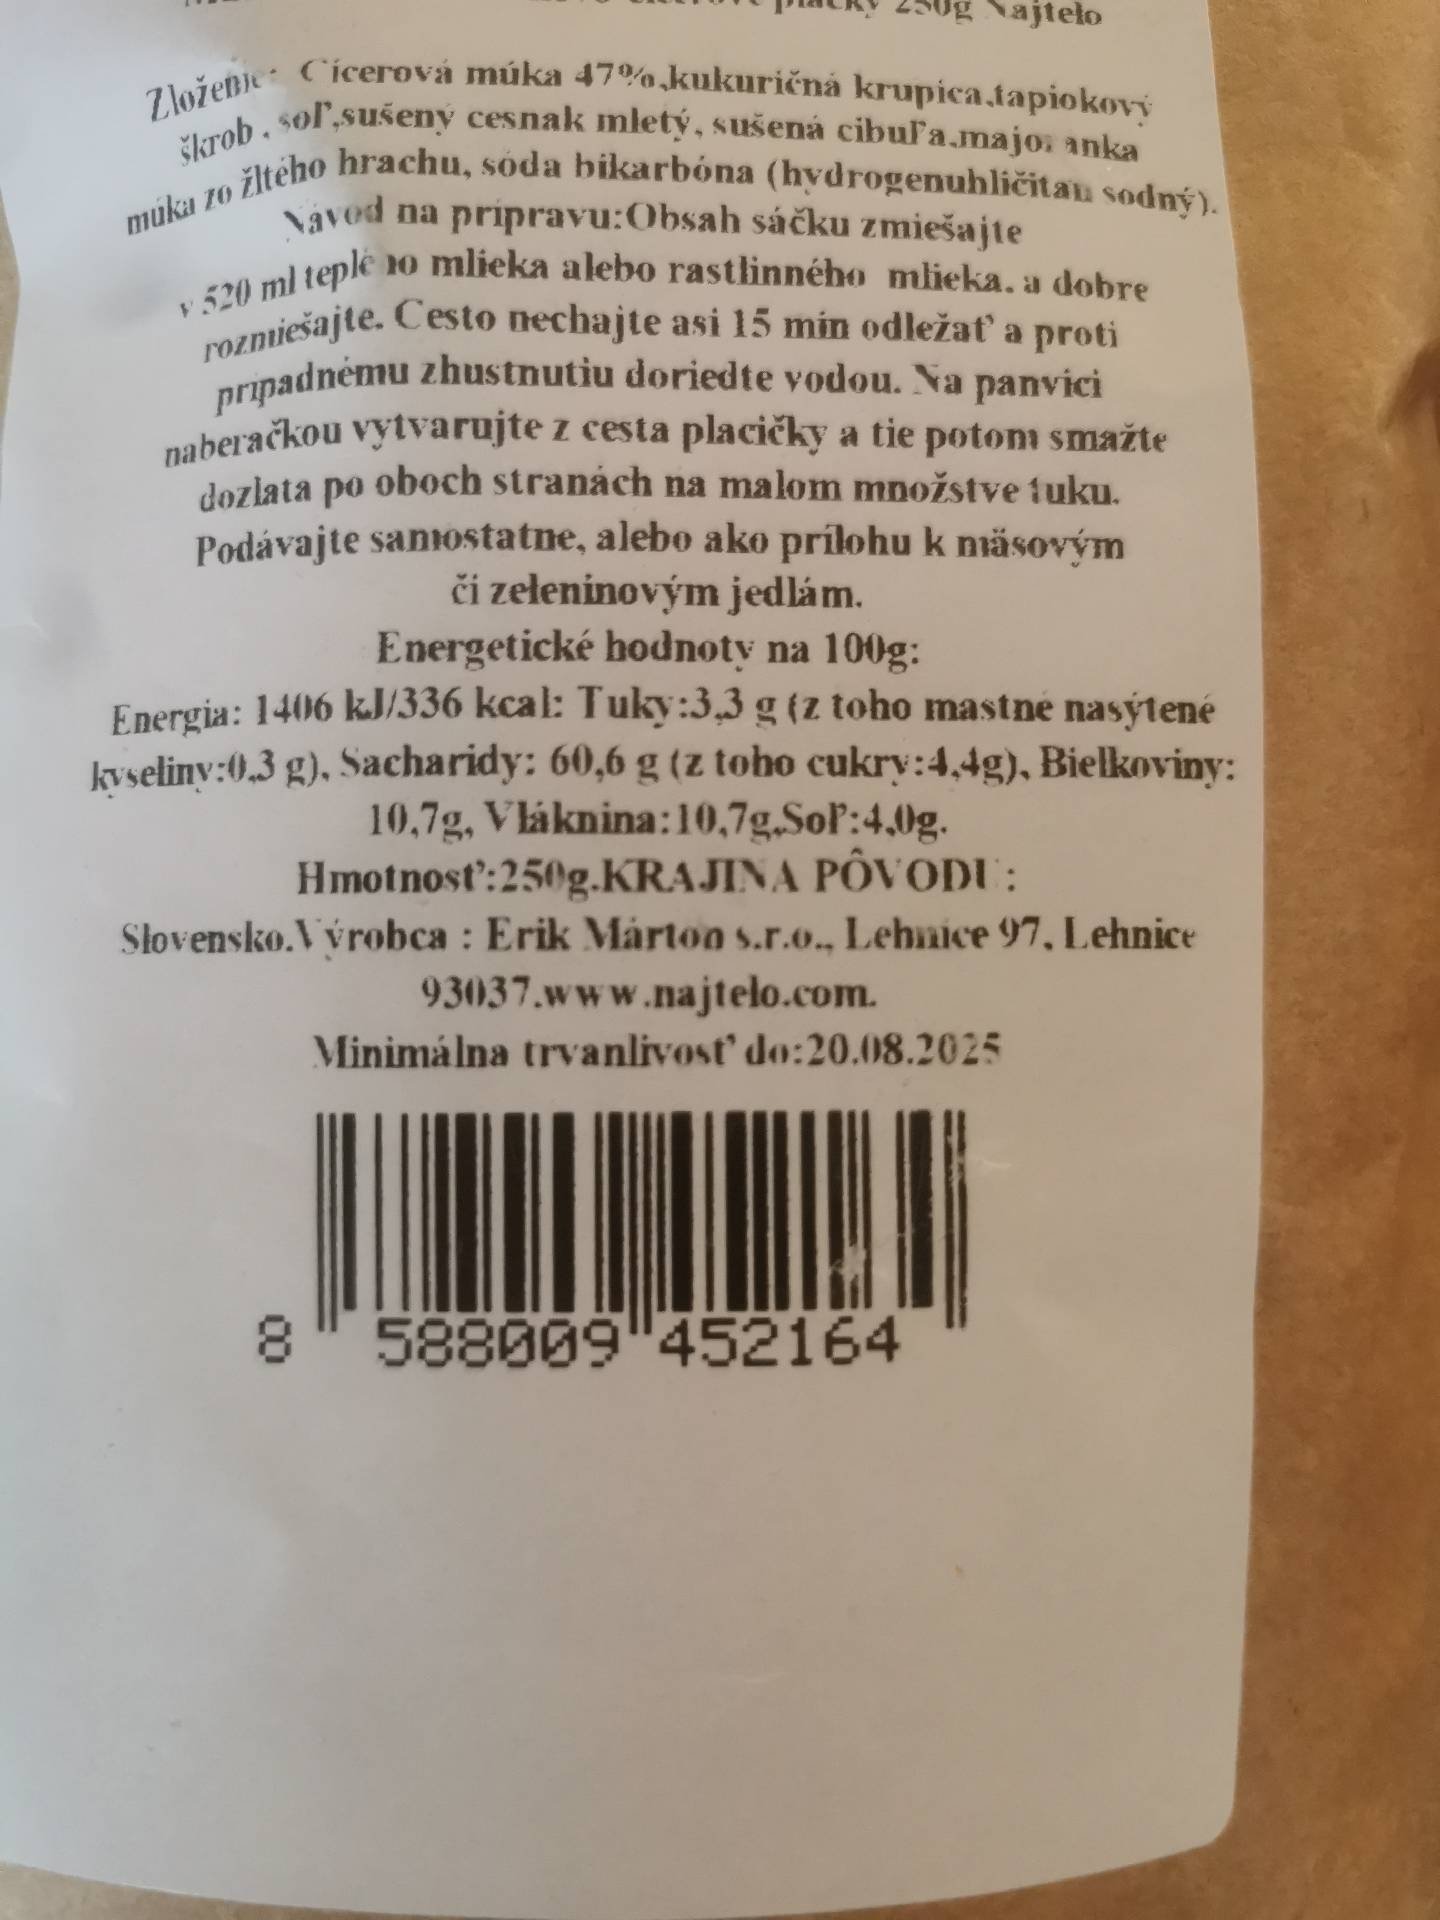 placky 250g Najtelo
Zloženie: Cícerová múka 47%,kukuričná krupica,tapiokový
škrob , soľ,sušený cesnak mletý, sušená cibuľa,majoranka
múka zo žltého hrachu, sóda bikarbóna (hydrogenuhličitan sodný).
Návod na prípravu:Obsah sáčku zmiešajte
v 520 ml teplého mlieka alebo rastlinného mlieka. a dobre
rozmiešajte. Cesto nechajte asi 15 min odležať a proti
prípadnému zhustnutiu doriedte vodou. Na panvici
naberačkou vytvarujte z cesta placičky a tie potom smažte
dozlata po oboch stranách na malom množstve tuku.
Podávajte samostatne, alebo ako prílohu k mäsovým
či zeleninovým jedlám.
Energetické hodnoty na 100g:
Energia: 1406 kJ/336 kcal: Tuky:3,3 g (z toho mastné nasýtené
kyseliny:0,3 g), Sacharidy: 60,6 g (z toho cukry:4,4g), Bielkoviny:
10,7g, Vláknina:10,7g,Soľ:4,0g.
Hmotnosť:250g.KRAJINA PÔVODU :
Slovensko.Výrobca : Erik Márton s.r.o., Lehnice 97, Lehnice
93037.www.najtelo.com.
Minimálna trvanlivosť do:20.08.2025
8 588009 452164